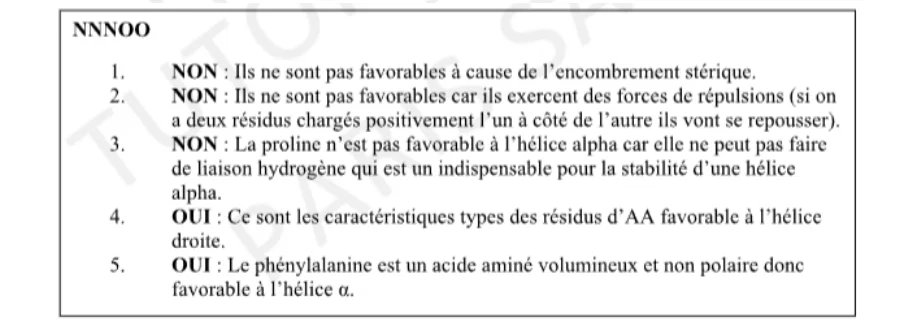 NNNOO
1. NON : Ils ne sont pas favorables à cause de l'encombrement stérique.
2. NON : Ils ne sont pas favorables car ils exercent des forces de répulsions (si on
a deux résidus chargés positivement l'un à côté de l'autre ils vont se repousser).
3. NON : La proline n'est pas favorable à l'hélice alpha car elle ne peut pas faire
de liaison hydrogène qui est un indispensable pour la stabilité d'une hélice
alpha.
4. OUI : Ce sont les caractéristiques types des résidus d'AA favorable à l'hélice
droite.
5. OUI : Le phénylalanine est un acide aminé volumineux et non polaire donc
favorable à l'hélice α.